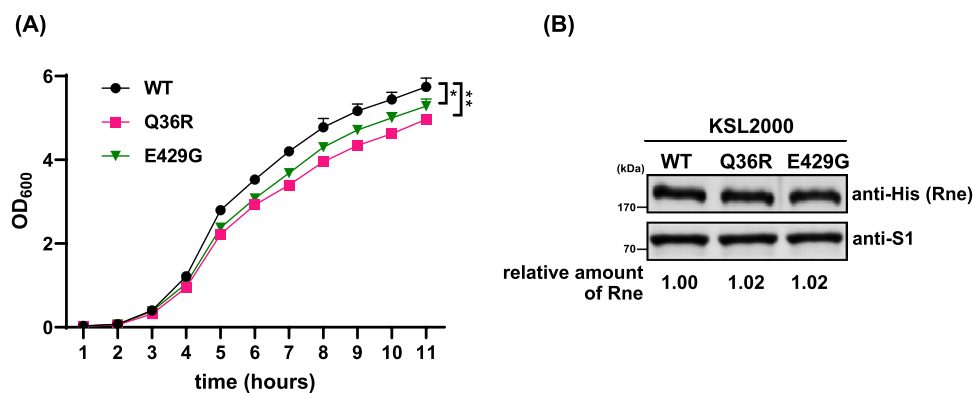 (A)
6
4
2
0
OD600
WT
Q36R
E429G
*
**
1 2 3 4 5 6 7 8 9 10 11
time (hours)
(B)
KSL2000
(kDa) WT Q36R E429G
170 anti-His (Rne)
70 anti-S1
relative amount
of Rne 1.00 1.02 1.02